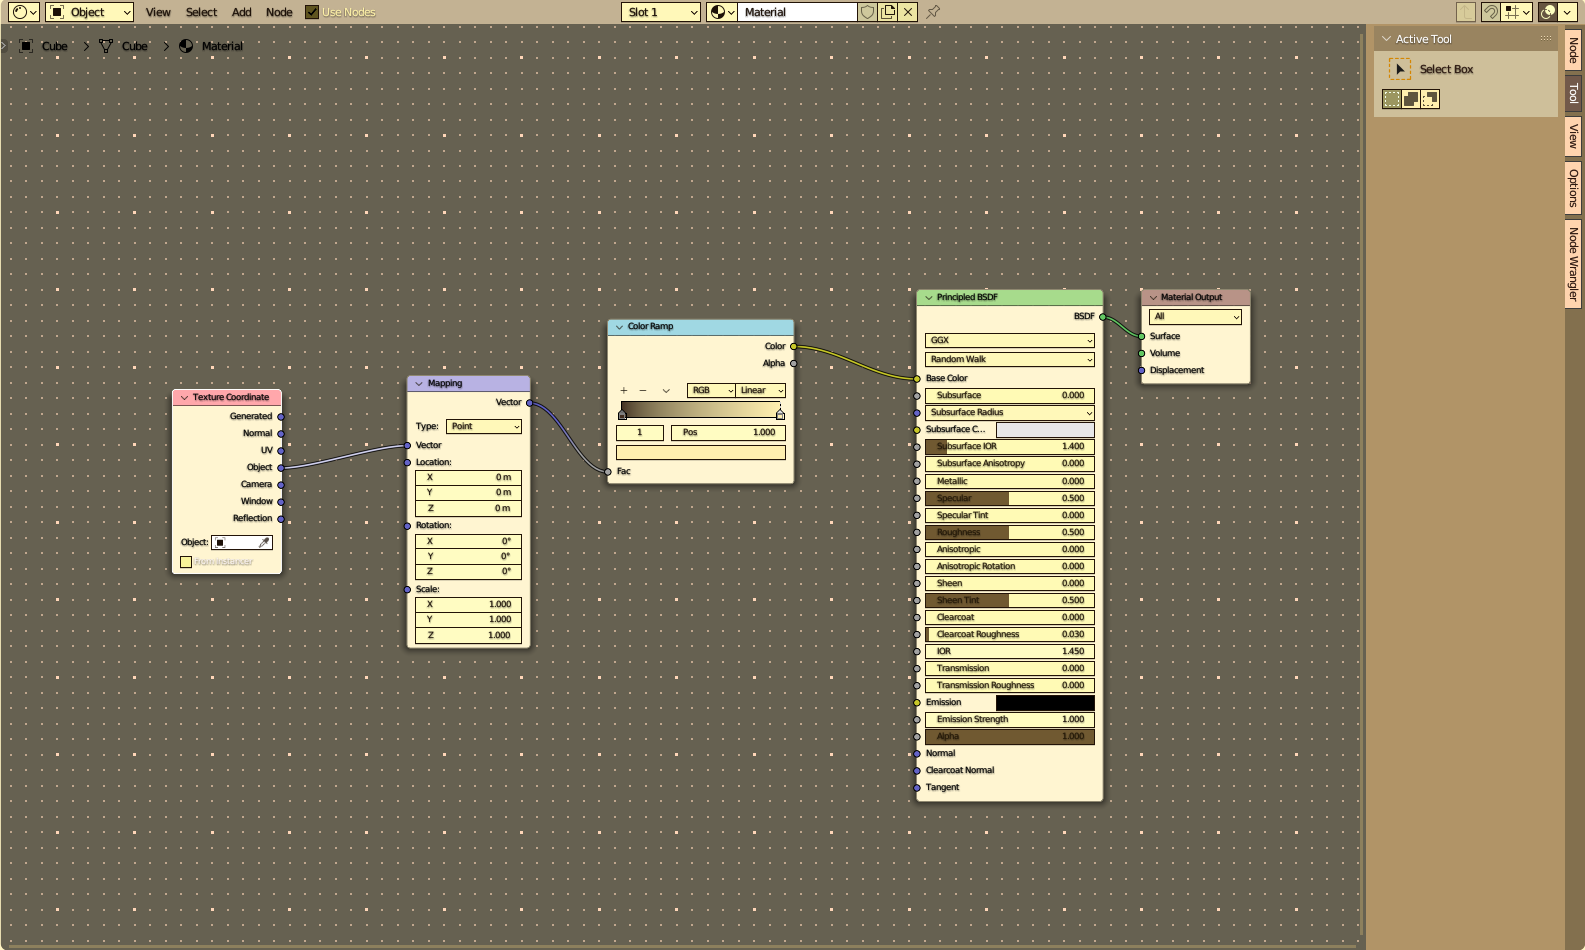 Object
View
Select
Add
Node
Use Nodes
Slot 1
Material
Cube
Cube
Material
Active Tool
Select Box
Node
Tool
View
Options
Node Wrangler
Texture Coordinate
Generated
Normal
UV
Object
Camera
Window
Reflection
Object:
From Instancer
Mapping
Vector
Type: Point
Vector
Location:
X 0 m
Y 0 m
Z 0 m
Rotation:
X 0°
Y 0°
Z 0°
Scale:
X 1.000
Y 1.000
Z 1.000
Color Ramp
Color
Alpha
RGB Linear
1 Pos 1.000
Fac
Principled BSDF
BSDF
GGX
Random Walk
Base Color
Subsurface 0.000
Subsurface Radius
Subsurface C...
Subsurface IOR 1.400
Subsurface Anisotropy 0.000
Metallic 0.000
Specular 0.500
Specular Tint 0.000
Roughness 0.500
Anisotropic 0.000
Anisotropic Rotation 0.000
Sheen 0.000
Sheen Tint 0.500
Clearcoat 0.000
Clearcoat Roughness 0.030
IOR 1.450
Transmission 0.000
Transmission Roughness 0.000
Emission
Emission Strength 1.000
Alpha 1.000
Normal
Clearcoat Normal
Tangent
Material Output
All
Surface
Volume
Displacement